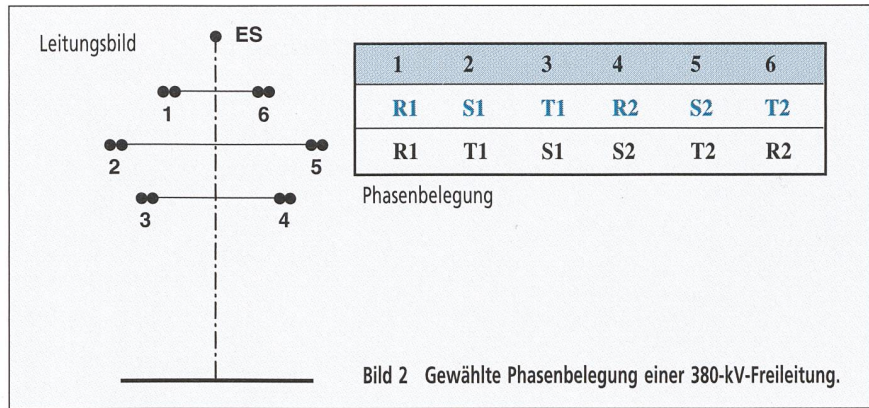 Leitungsbild
ES
1 6
2 5
3 4
1 2 3 4 5 6
R1 S1 T1 R2 S2 T2
R1 T1 S1 S2 T2 R2
Phasenbelegung
Bild 2 Gewählte Phasenbelegung einer 380-kV-Freileitung.